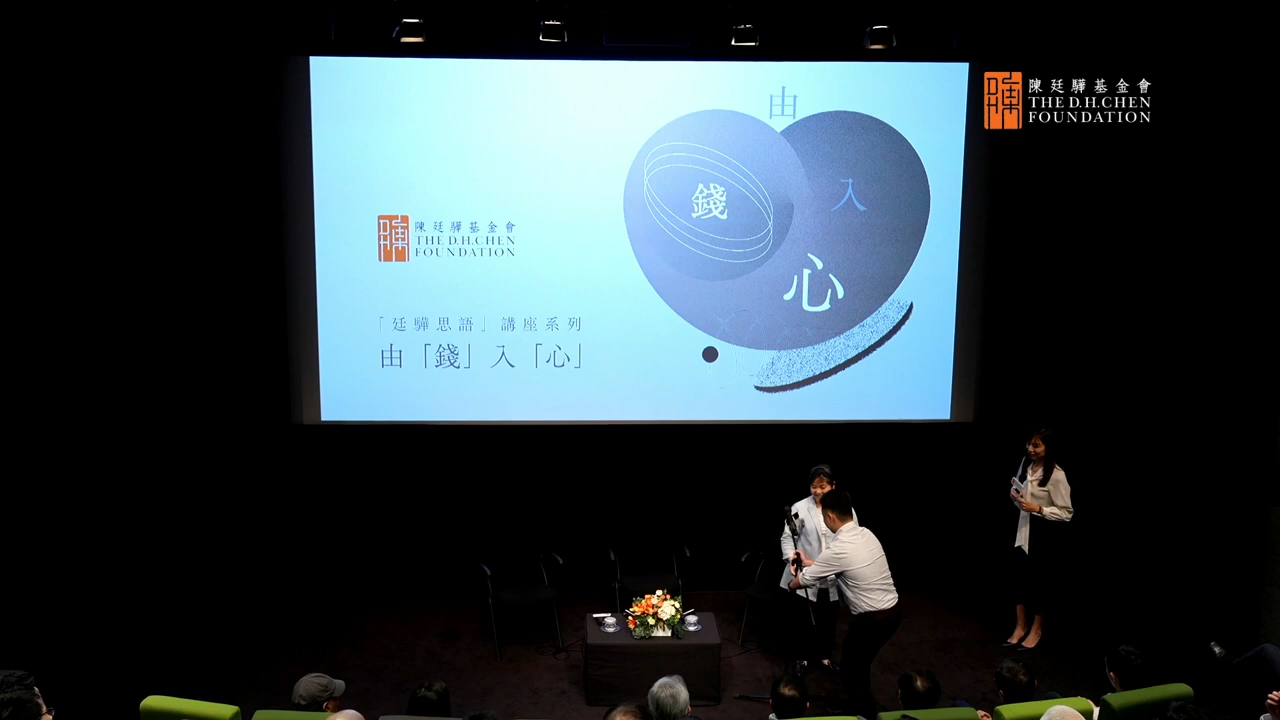 由
錢
入
心
陳廷驊基金會
THE D.H.CHEN
FOUNDATION
「廷驊思語」講座系列
由「錢」入「心」
陳廷驊基金會
THE D.H.CHEN
FOUNDATION